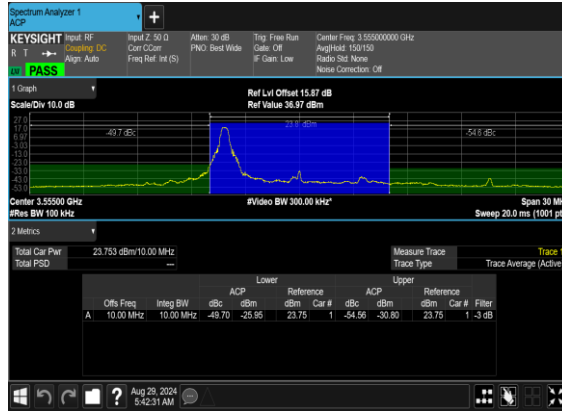 Spectrum Analyzer 1
ACP
KEYSIGHT Input: RF Input Z: 50 Ω Atten: 30 dB Trig: Free Run Center Freq: 3.555000000 GHz
R T Coupling: DC Corr CCorr PNO: Best Wide Gate: Off Avg|Hold: 150/150
Align: Auto Freq Ref: Int (S) IF Gain: Low Radio Std: None
PASS Noise Correction: Off
1 Graph Ref Lvl Offset 15.87 dB
Scale/Div 10.0 dB Ref Value 36.97 dBm
27.0
17.0 -49.7 dBc 23.8 dBm -54.6 dBc
6.97
-3.03
-13.0
-23.0
-33.0
-43.0
-53.0
Center 3.55500 GHz #Video BW 300.00 kHz* Span 30 MH
#Res BW 100 kHz Sweep 20.0 ms (1001 pt
2 Metrics
Total Car Pwr 23.753 dBm/10.00 MHz Measure Trace Trace 1
Total PSD --- Trace Type Trace Average (Active
Lower Upper
ACP Reference ACP Reference
Offs Freq Integ BW dBc dBm dBm Car # dBc dBm dBm Car # Filter
A 10.00 MHz 10.00 MHz -49.70 -25.95 23.75 1 -54.56 -30.80 23.75 1 -3 dB
Aug 29, 2024
5:42:31 AM